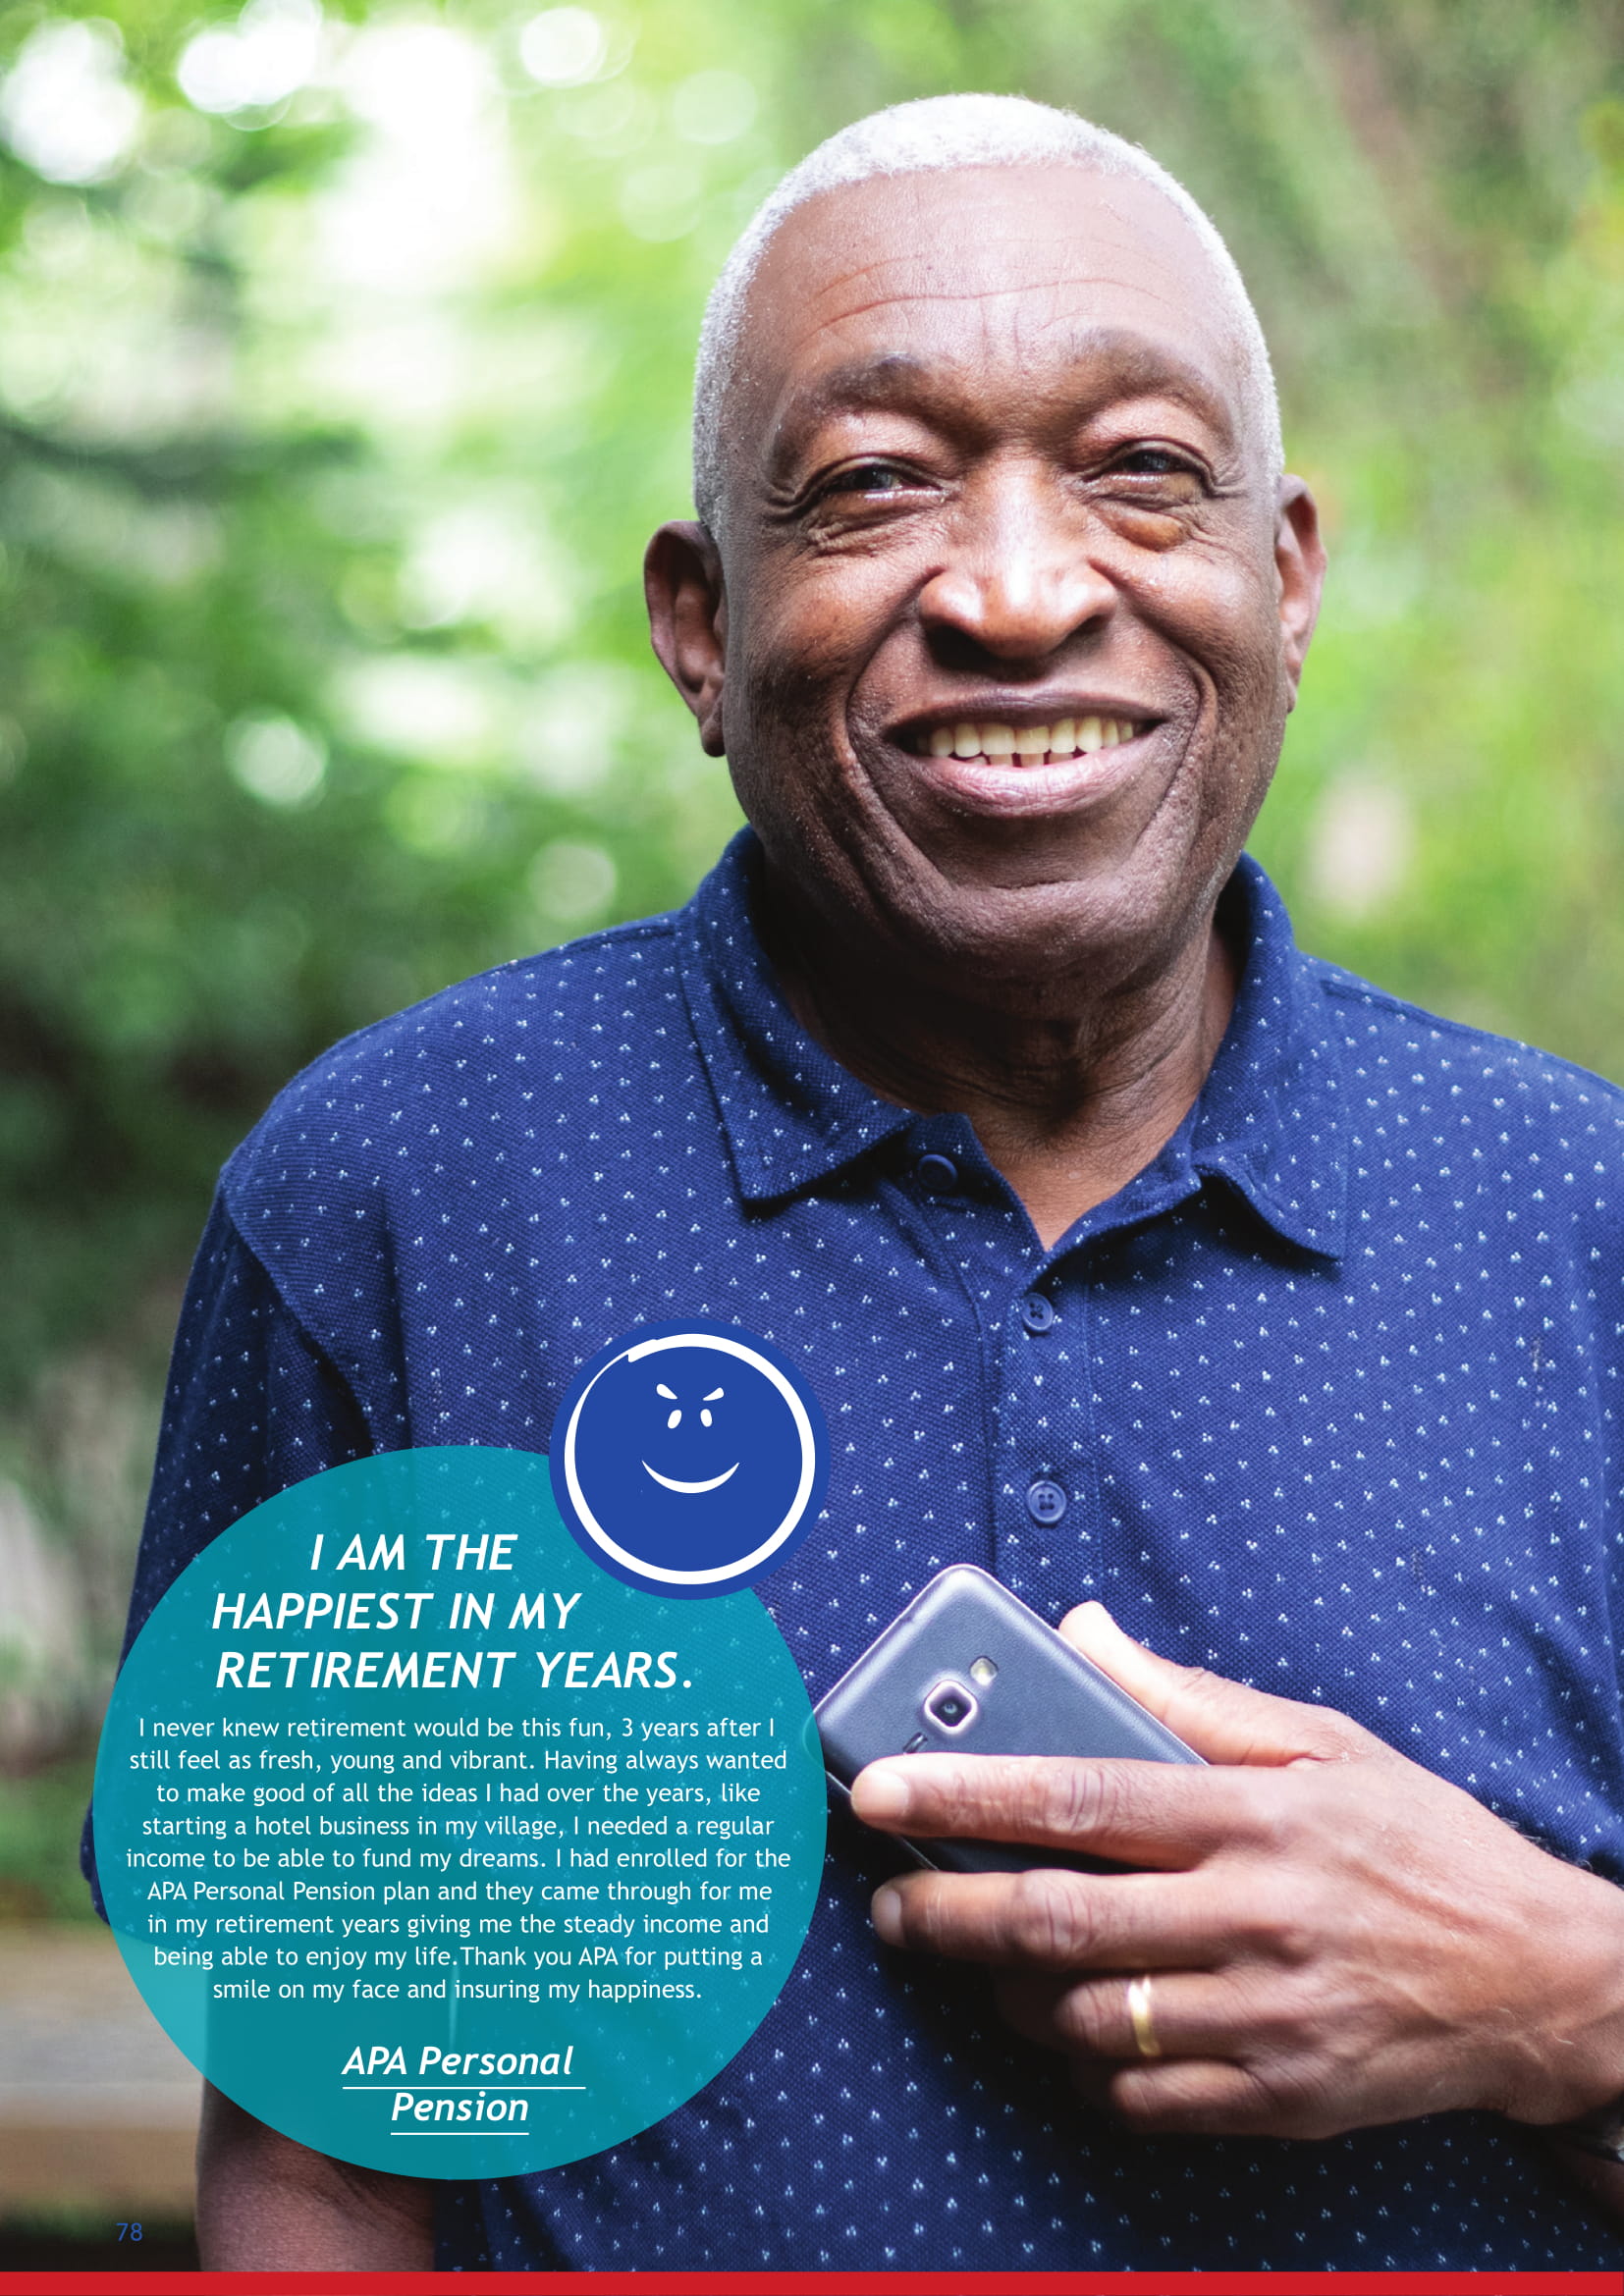 I AM THE
HAPPIEST IN MY
RETIREMENT YEARS.
I never knew retirement would be this fun, 3 years after I
still feel as fresh, young and vibrant. Having always wanted
to make good of all the ideas I had over the years, like
starting a hotel business in my village, I needed a regular
income to be able to fund my dreams. I had enrolled for the
APA Personal Pension plan and they came through for me
in my retirement years giving me the steady income and
being able to enjoy my life.Thank you APA for putting a
smile on my face and insuring my happiness.
APA Personal
Pension
78